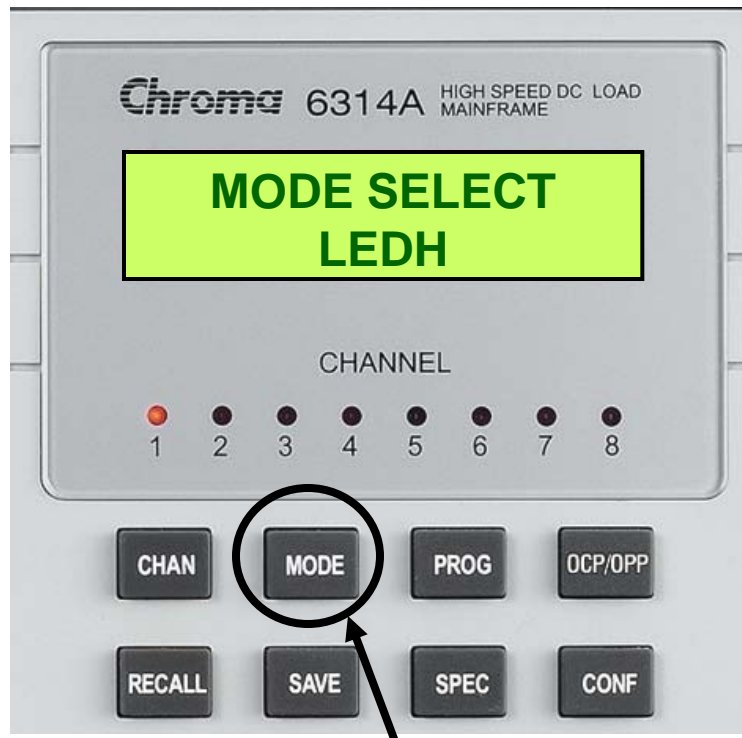 Chroma 6314A HIGH SPEED DC LOAD
MAINFRAME
MODE SELECT
LEDH
CHANNEL
1 2 3 4 5 6 7 8
CHAN MODE PROG OCP/OPP
RECALL SAVE SPEC CONF